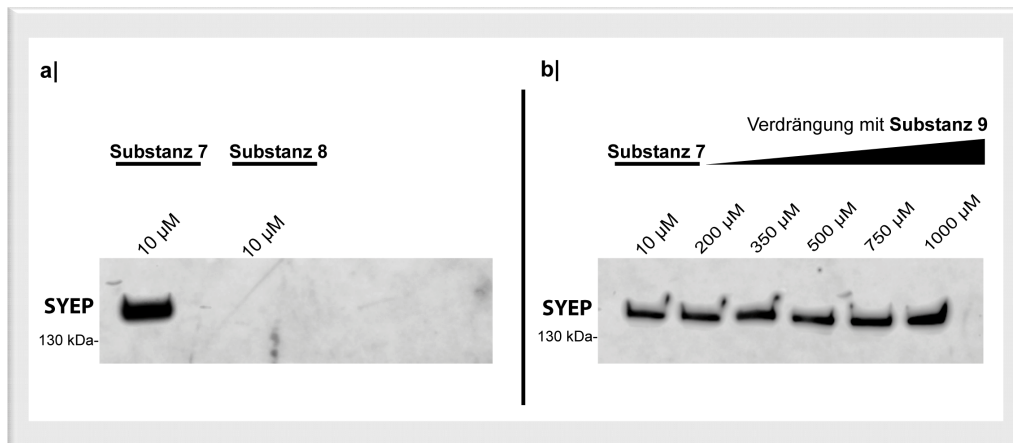 a|
Substanz 7 Substanz 8
10 µM 10 µM
SYEP
130 kDa-
b|
Verdrängung mit Substanz 9
Substanz 7
10 µM 200 µM 350 µM 500 µM 750 µM 1000 µM
SYEP
130 kDa-